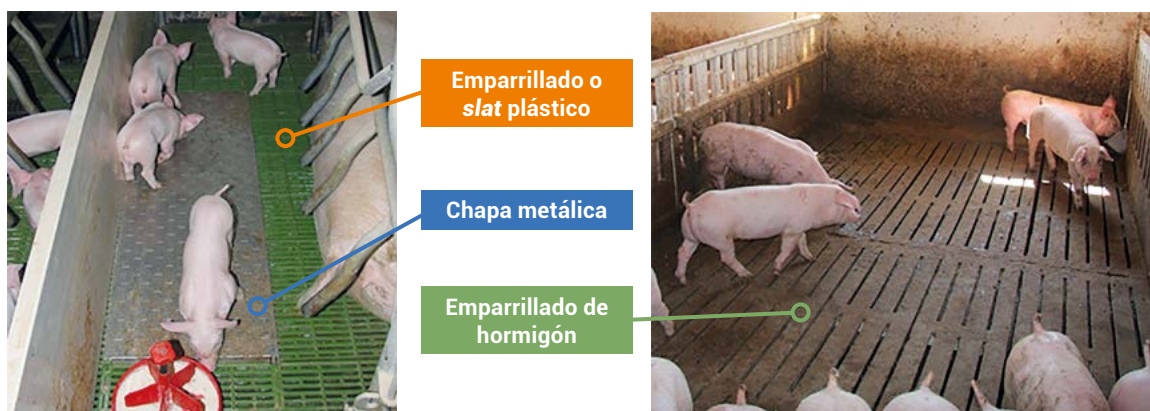 Emparrillado o
slat plástico
Chapa metálica
Emparrillado de
hormigón